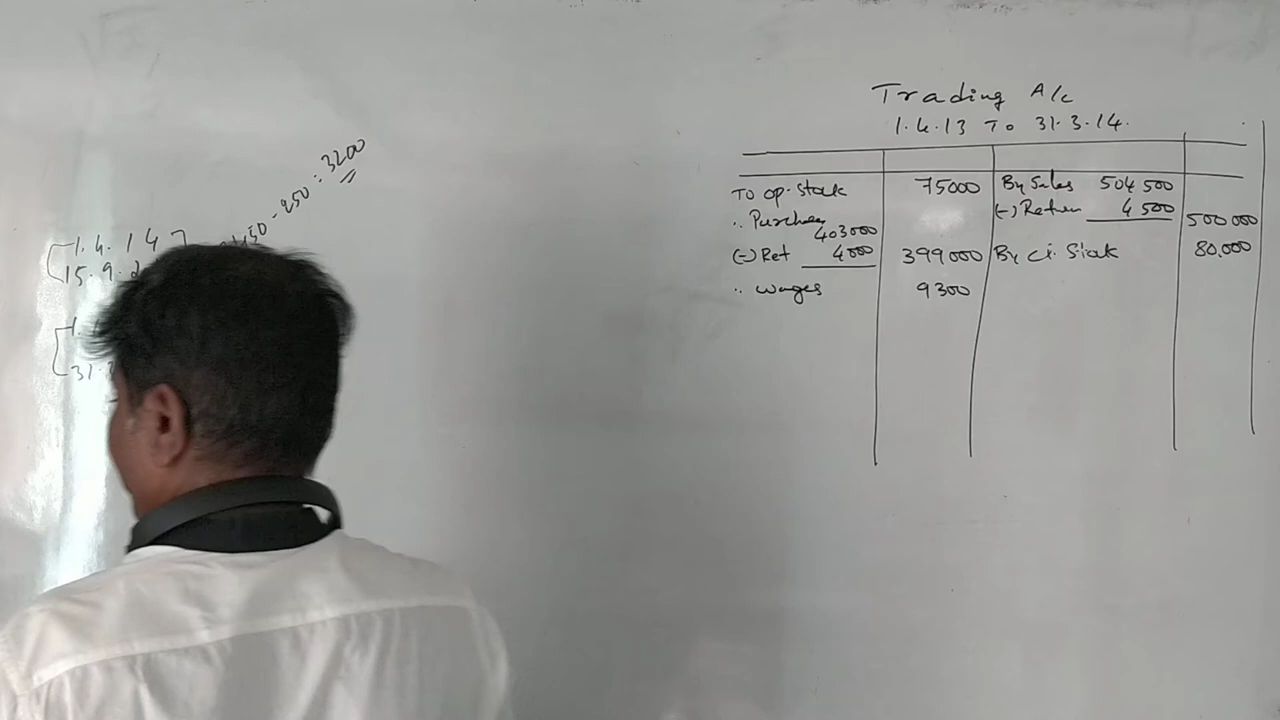 Trading A/c
1.4.13 To 31.3.14.
To op. Stock 75000 By Sales 504 500
(-) Return 4 500 500 000
" Purchase 403000
(-) Ret 4000 399000 By Cl. Stock 80,000
" wages 9300
1.4.14
15.9.
- 250 = 3200
31.